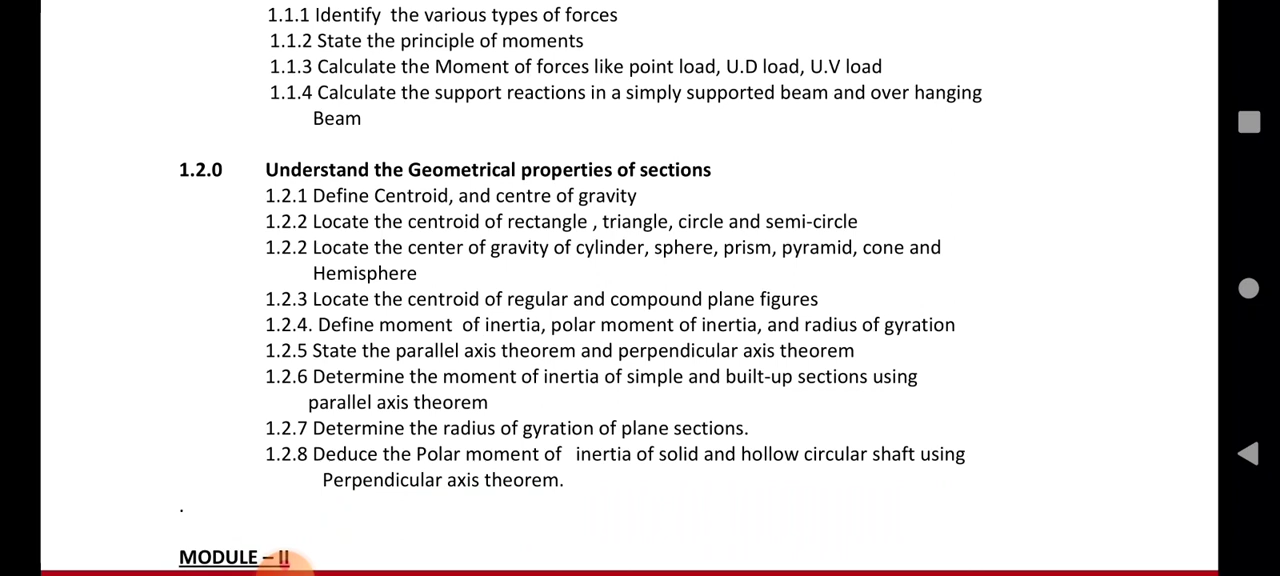 1.1.1 Identify  the various types of forces
1.1.2 State the principle of moments
1.1.3 Calculate the Moment of forces like point load, U.D load, U.V load
1.1.4 Calculate the support reactions in a simply supported beam and over hanging
Beam
1.2.0 Understand the Geometrical properties of sections
1.2.1 Define Centroid, and centre of gravity
1.2.2 Locate the centroid of rectangle , triangle, circle and semi-circle
1.2.2 Locate the center of gravity of cylinder, sphere, prism, pyramid, cone and
Hemisphere
1.2.3 Locate the centroid of regular and compound plane figures
1.2.4. Define moment  of inertia, polar moment of inertia, and radius of gyration
1.2.5 State the parallel axis theorem and perpendicular axis theorem
1.2.6 Determine the moment of inertia of simple and built-up sections using
parallel axis theorem
1.2.7 Determine the radius of gyration of plane sections.
1.2.8 Deduce the Polar moment of  inertia of solid and hollow circular shaft using
Perpendicular axis theorem.
.
MODULE – II